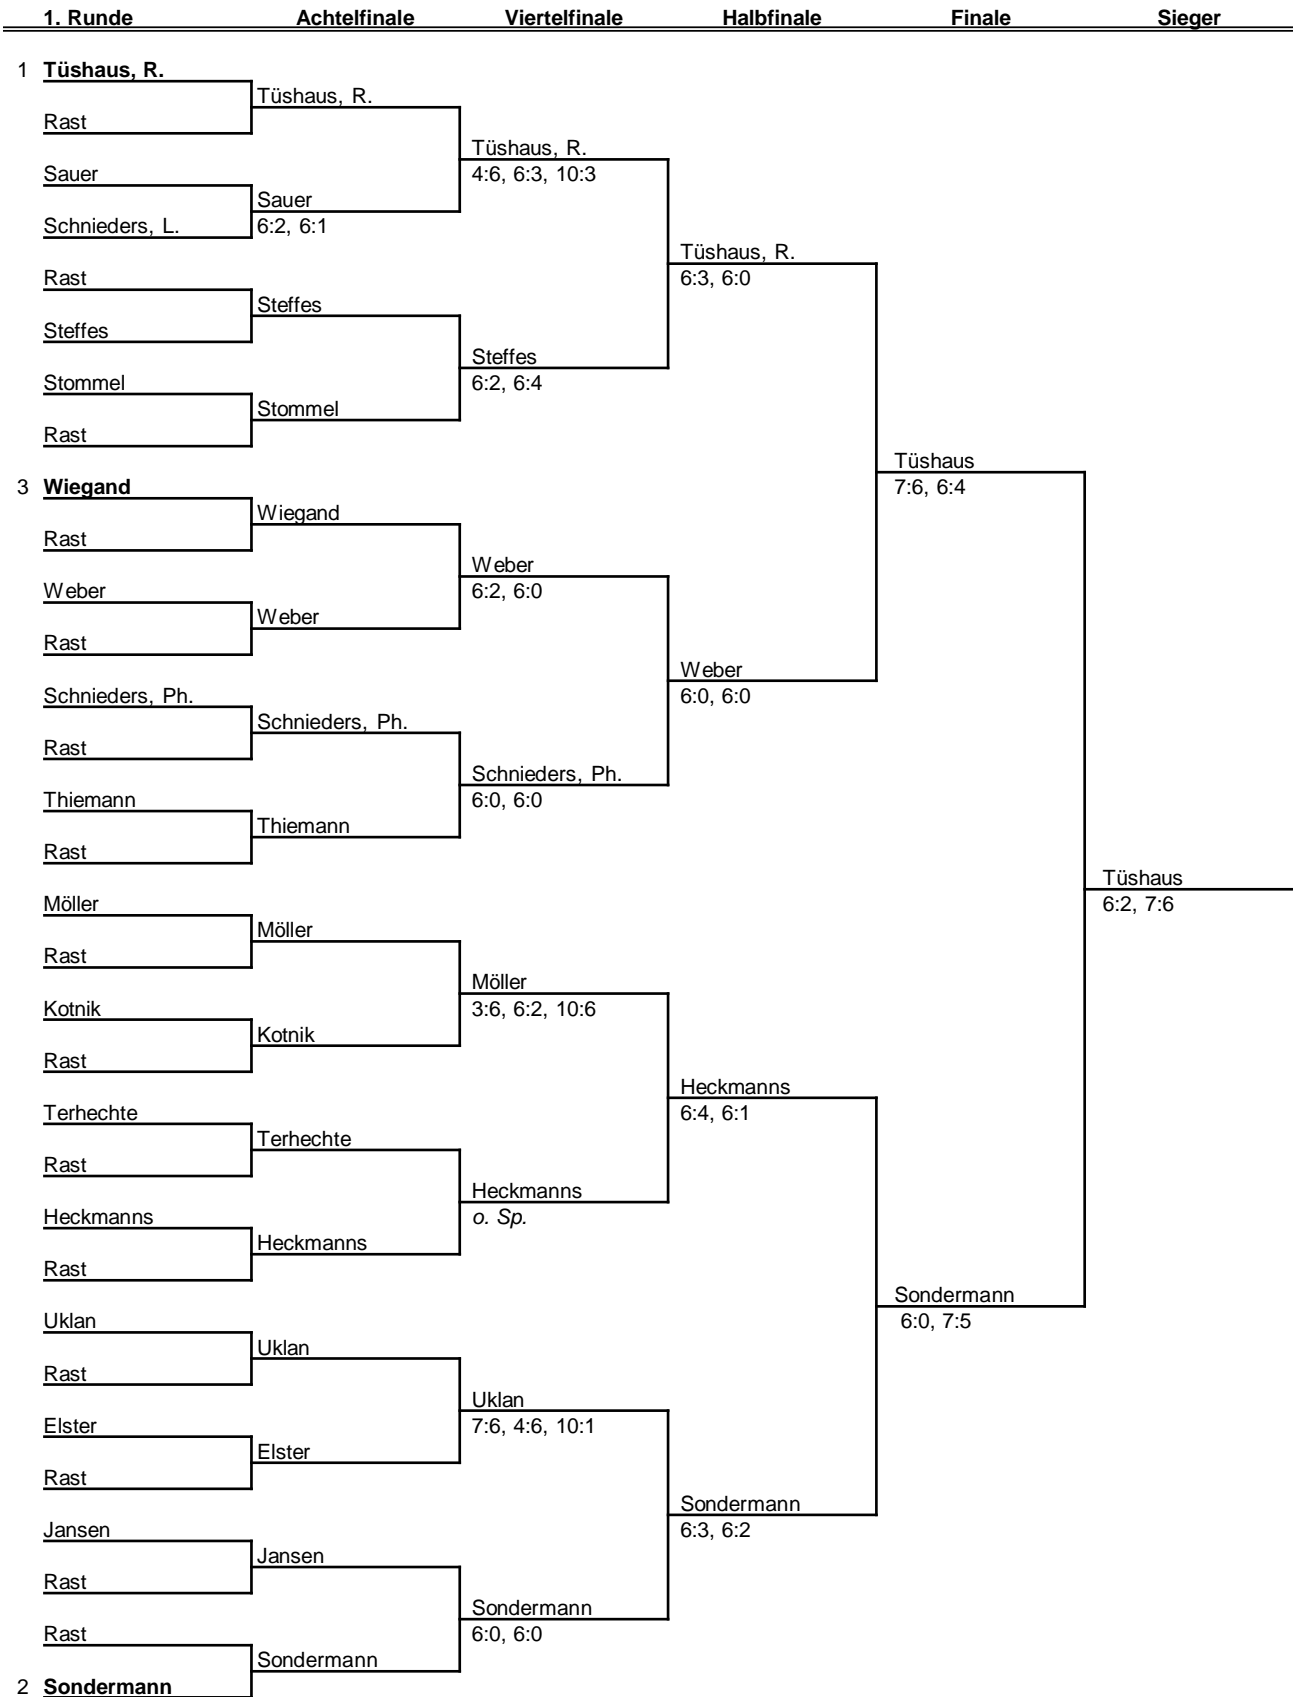 1. Runde Achtelfinale Viertelfinale Halbfinale Finale Sieger
1 Tüshaus, R.
Tüshaus, R.
Rast
Tüshaus, R.
Sauer 4:6, 6:3, 10:3
Sauer
Schnieders, L. 6:2, 6:1
Tüshaus, R.
Rast 6:3, 6:0
Steffes
Steffes
Steffes
Stommel 6:2, 6:4
Stommel
Rast
Tüshaus
3 Wiegand 7:6, 6:4
Wiegand
Rast
Weber
Weber 6:2, 6:0
Weber
Rast
Weber
Schnieders, Ph. 6:0, 6:0
Schnieders, Ph.
Rast
Schnieders, Ph.
Thiemann 6:0, 6:0
Thiemann
Rast
Tüshaus
Möller 6:2, 7:6
Möller
Rast
Möller
Kotnik 3:6, 6:2, 10:6
Kotnik
Rast
Heckmanns
Terhechte 6:4, 6:1
Terhechte
Rast
Heckmanns
Heckmanns o. Sp.
Heckmanns
Rast
Sondermann
Uklan 6:0, 7:5
Uklan
Rast
Uklan
Elster 7:6, 4:6, 10:1
Elster
Rast
Sondermann
Jansen 6:3, 6:2
Jansen
Rast
Sondermann
Rast 6:0, 6:0
Sondermann
2 Sondermann